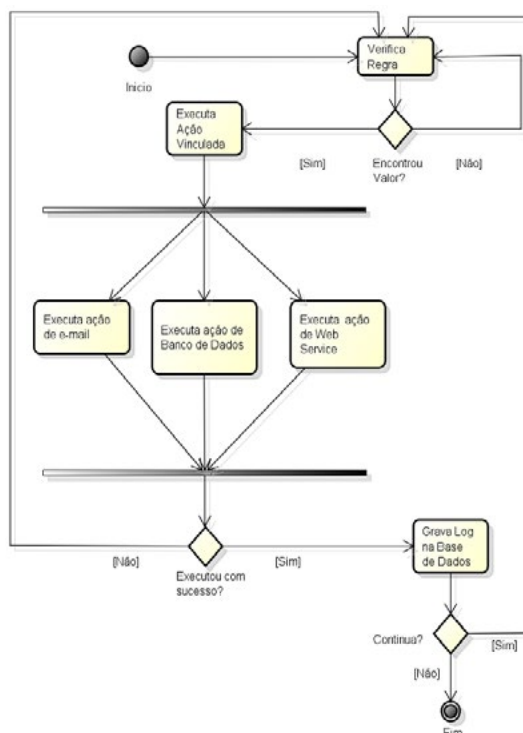 Verifica
Regra
Inicio
Executa
Ação
Vinculada
[Sim]
Encontrou
Valor?
[Não]
Executa ação
de e-mail
Executa ação de
Banco de Dados
Executa ação
de Web
Service
[Não]
Executou com
sucesso?
[Sim]
Grava Log
na Base
de Dados
Continua?
[Sim]
[Não]
Fim